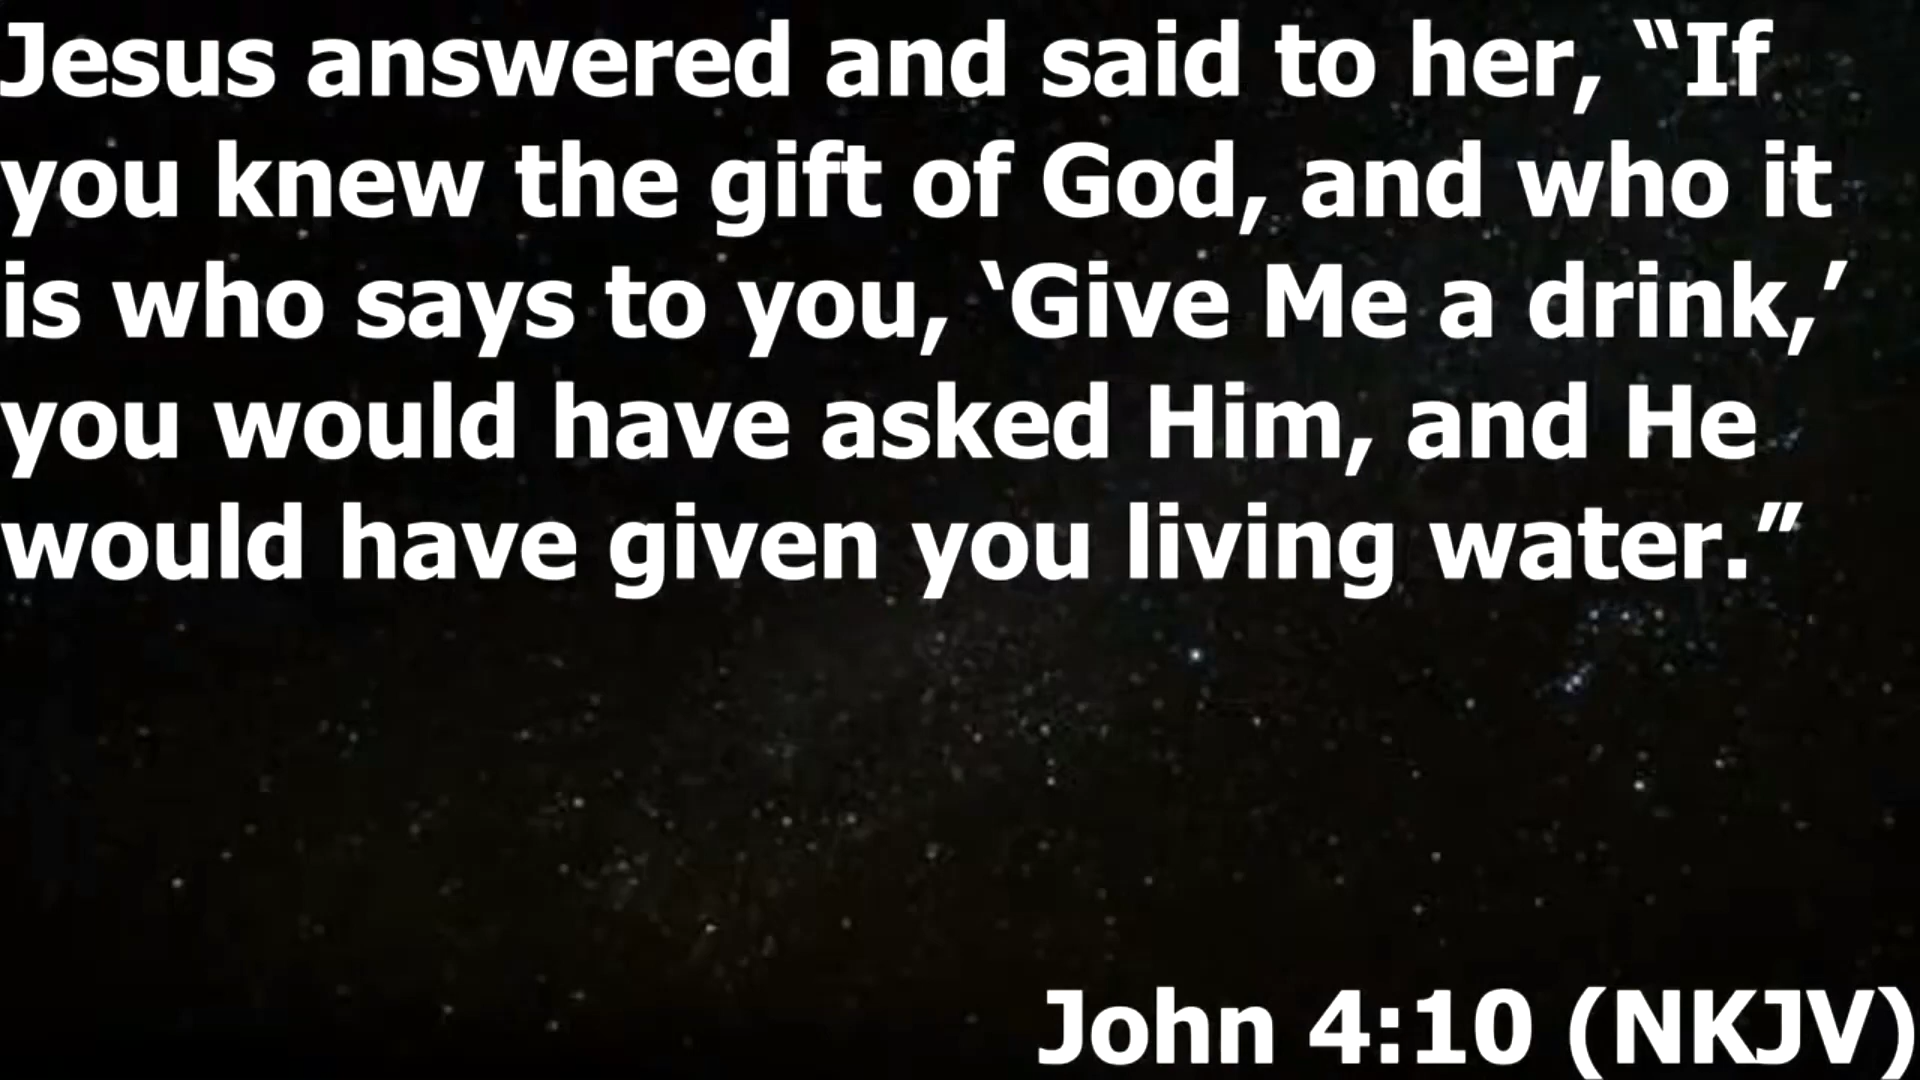 Jesus answered and said to her, “If
you knew the gift of God, and who it
is who says to you, ‘Give Me a drink,’
you would have asked Him, and He
would have given you living water.”
John 4:10 (NKJV)